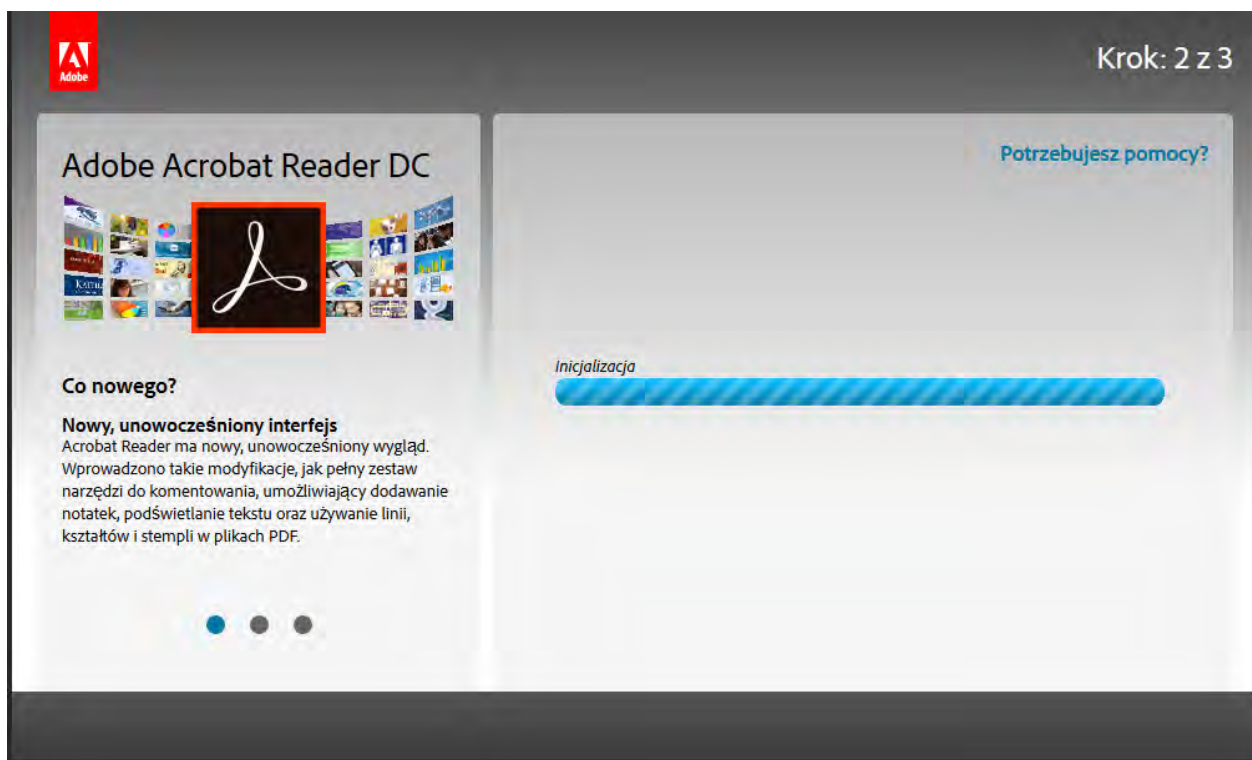 Adobe
Krok: 2 z 3
Adobe Acrobat Reader DC
Potrzebujesz pomocy?
Co nowego?
Nowy, unowocześniony interfejs
Acrobat Reader ma nowy, unowocześniony wygląd.
Wprowadzono takie modyfikacje, jak pełny zestaw
narzędzi do komentowania, umożliwiający dodawanie
notatek, podświetlanie tekstu oraz używanie linii,
kształtów i stempli w plikach PDF.
Inicjalizacja